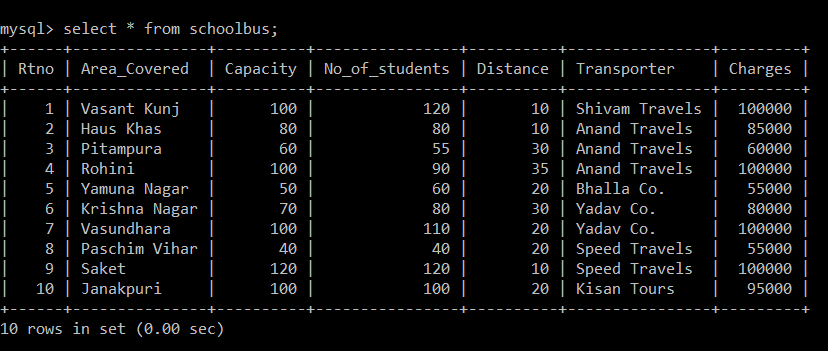 mysql> select * from schoolbus;
+------+---------------+----------+----------------+----------+----------------+---------+
| Rtno | Area_Covered  | Capacity | No_of_students | Distance | Transporter    | Charges |
+------+---------------+----------+----------------+----------+----------------+---------+
|    1 | Vasant Kunj   |      100 |            120 |       10 | Shivam Travels |  100000 |
|    2 | Haus Khas     |       80 |             80 |       10 | Anand Travels  |   85000 |
|    3 | Pitampura     |       60 |             55 |       30 | Anand Travels  |   60000 |
|    4 | Rohini        |      100 |             90 |       35 | Anand Travels  |  100000 |
|    5 | Yamuna Nagar  |       50 |             60 |       20 | Bhalla Co.     |   55000 |
|    6 | Krishna Nagar |       70 |             80 |       30 | Yadav Co.      |   80000 |
|    7 | Vasundhara    |      100 |            110 |       20 | Yadav Co.      |  100000 |
|    8 | Paschim Vihar |       40 |             40 |       20 | Speed Travels  |   55000 |
|    9 | Saket         |      120 |            120 |       10 | Speed Travels  |  100000 |
|   10 | Janakpuri     |      100 |            100 |       20 | Kisan Tours    |   95000 |
+------+---------------+----------+----------------+----------+----------------+---------+
10 rows in set (0.00 sec)